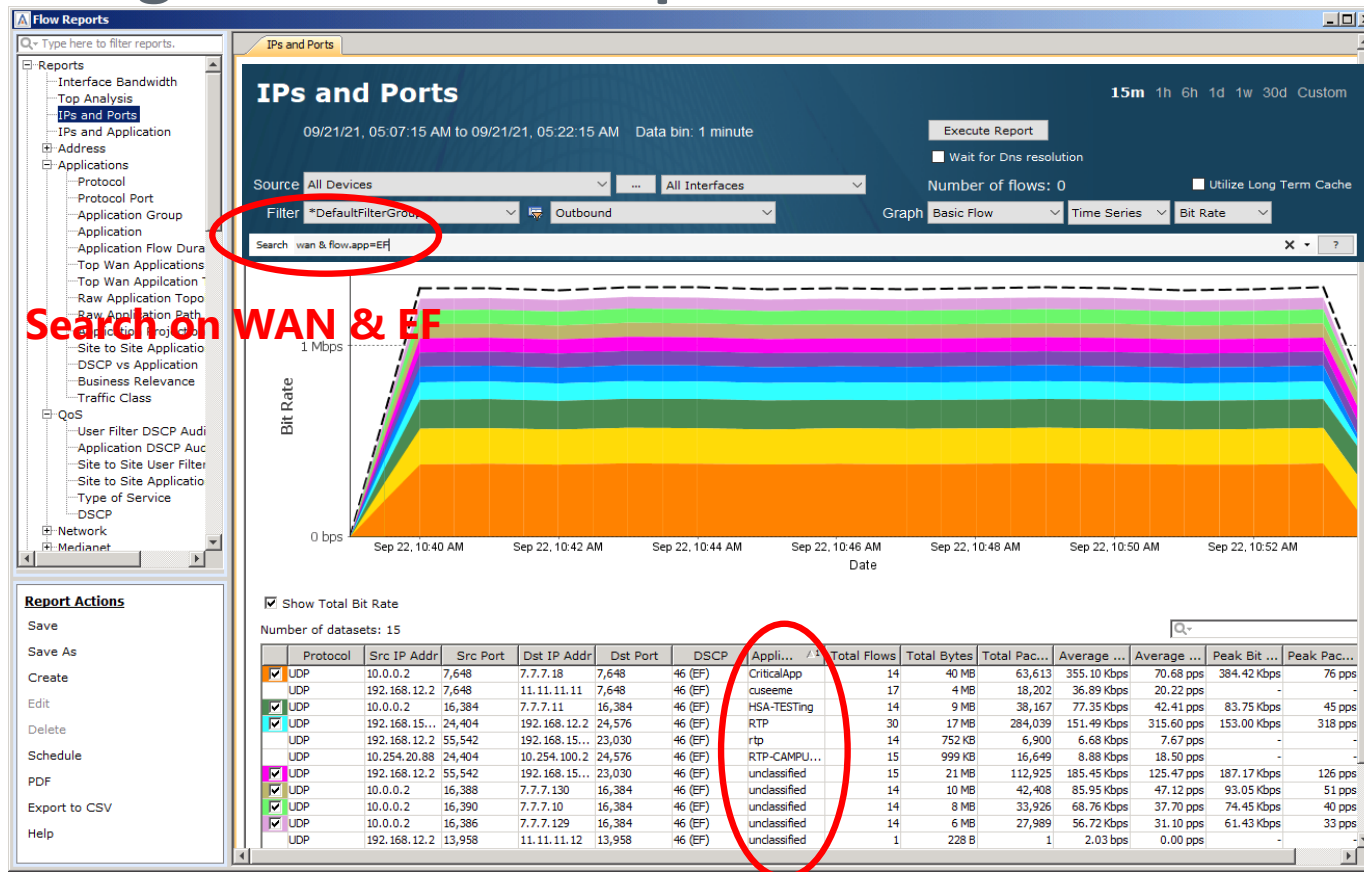 Flow Reports
Type here to filter reports.
Reports
Interface Bandwidth
Top Analysis
IPs and Ports
IPs and Application
Address
Applications
Protocol
Protocol Port
Application Group
Application
Application Flow Dura
Top Wan Applications
Top Wan Application T
Raw Application Topo
Raw Application Path
Application Projection
Site to Site Applicatio
DSCP vs Application
Business Relevance
Traffic Class
QoS
User Filter DSCP Audi
Application DSCP Auc
Site to Site User Filter
Site to Site Applicatio
Type of Service
DSCP
Network
Medianet
Report Actions
Save
Save As
Create
Edit
Delete
Schedule
PDF
Export to CSV
Help
IPs and Ports
IPs and Ports
15m 1h 6h 1d 1w 30d Custom
09/21/21, 05:07:15 AM to 09/21/21, 05:22:15 AM Data bin: 1 minute
Execute Report
Wait for Dns resolution
Source All Devices ... All Interfaces Number of flows: 0 Utilize Long Term Cache
Filter *DefaultFilterGroup Outbound Graph Basic Flow Time Series Bit Rate
Search wan & flow.app=EF X ?
Search on WAN & EF
1 Mbps
Bit Rate
0 bps
Sep 22, 10:40 AM Sep 22, 10:42 AM Sep 22, 10:44 AM Sep 22, 10:46 AM Sep 22, 10:48 AM Sep 22, 10:50 AM Sep 22, 10:52 AM
Date
Show Total Bit Rate
Number of datasets: 15
Protocol Src IP Addr Src Port Dst IP Addr Dst Port DSCP Appli... 1 Total Flows Total Bytes Total Pac... Average ... Average ... Peak Bit ... Peak Pac...
UDP 10.0.0.2 7,648 7.7.7.18 7,648 46 (EF) CriticalApp 14 40 MB 63,613 355.10 Kbps 70.68 pps 384.42 Kbps 76 pps
UDP 192.168.12.2 7,648 11.11.11.11 7,648 46 (EF) cuseeme 17 4 MB 18,202 36.89 Kbps 20.22 pps - -
UDP 10.0.0.2 16,384 7.7.7.11 16,384 46 (EF) HSA-TESTing 14 9 MB 38,167 77.35 Kbps 42.41 pps 83.75 Kbps 45 pps
UDP 192.168.15... 24,404 192.168.12.2 24,576 46 (EF) RTP 30 17 MB 284,039 151.49 Kbps 315.60 pps 153.00 Kbps 318 pps
UDP 192.168.12.2 55,542 192.168.15... 23,030 46 (EF) rtp 14 752 KB 6,900 6.68 Kbps 7.67 pps - -
UDP 10.254.20.88 24,404 10.254.100.2 24,576 46 (EF) RTP-CAMPU... 15 999 KB 16,649 8.88 Kbps 18.50 pps - -
UDP 192.168.12.2 55,542 192.168.15... 23,030 46 (EF) unclassified 15 21 MB 112,925 185.45 Kbps 125.47 pps 187.17 Kbps 126 pps
UDP 10.0.0.2 16,388 7.7.7.130 16,384 46 (EF) unclassified 14 10 MB 42,408 85.95 Kbps 47.12 pps 93.05 Kbps 51 pps
UDP 10.0.0.2 16,390 7.7.7.10 16,384 46 (EF) unclassified 14 8 MB 33,926 68.76 Kbps 37.70 pps 74.45 Kbps 40 pps
UDP 10.0.0.2 16,386 7.7.7.129 16,384 46 (EF) unclassified 14 6 MB 27,989 56.72 Kbps 31.10 pps 61.43 Kbps 33 pps
UDP 192.168.12.2 13,958 11.11.11.12 13,958 46 (EF) unclassified 1 228 B 1 2.03 bps 0.00 pps - -